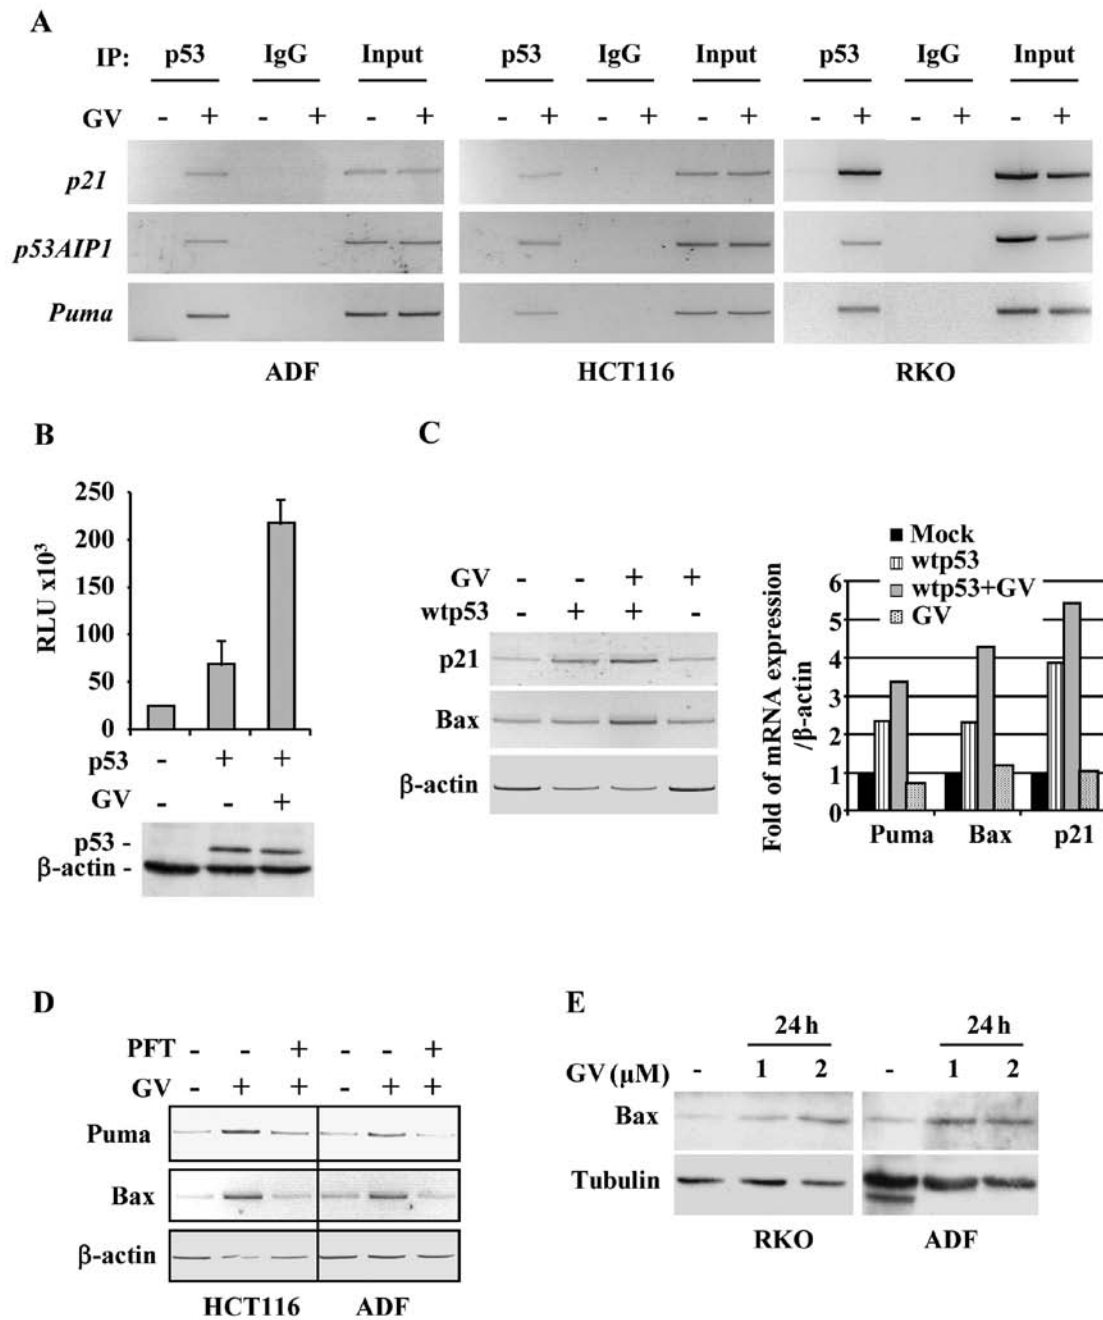 A
IP: p53 IgG Input p53 IgG Input p53 IgG Input
GV - + - + - + - + - + - + - + - + - +
p21
p53AIP1
Puma
ADF HCT116 RKO
B
RLU x10³
250
200
150
100
50
0
p53 - + +
GV - - +
p53 -
β-actin -
C
GV - - + +
wtp53 - + + -
p21
Bax
β-actin
Mock
wtp53
wtp53+GV
GV
Fold of mRNA expression
/β-actin
6
5
4
3
2
1
0
Puma Bax p21
D
PFT - - + - - +
GV - + + - + +
Puma
Bax
β-actin
HCT116 ADF
E
24 h 24 h
GV (µM) - 1 2 - 1 2
Bax
Tubulin
RKO ADF